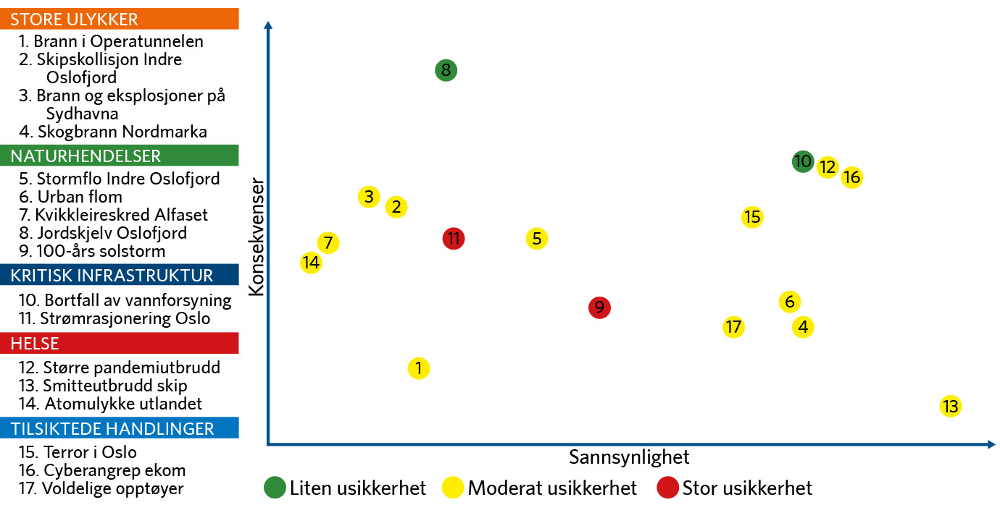 STORE ULYKKER
1. Brann i Operatunnelen
2. Skipskollisjon Indre
Oslofjord
3. Brann og eksplosjoner på
Sydhavna
4. Skogbrann Nordmarka
NATURHENDELSER
5. Stormflo Indre Oslofjord
6. Urban flom
7. Kvikkleireskred Alfaset
8. Jordskjelv Oslofjord
9. 100-års solstorm
KRITISK INFRASTRUKTUR
10. Bortfall av vannforsyning
11. Strømrasjonering Oslo
HELSE
12. Større pandemiutbrudd
13. Smitteutbrudd skip
14. Atomulykke utlandet
TILSIKTEDE HANDLINGER
15. Terror i Oslo
16. Cyberangrep ekom
17. Voldelige opptøyer
Konsekvenser
8
10
12
16
3
2
15
11
5
7
14
6
9
17
4
1
13
Sannsynlighet
Liten usikkerhet
Moderat usikkerhet
Stor usikkerhet